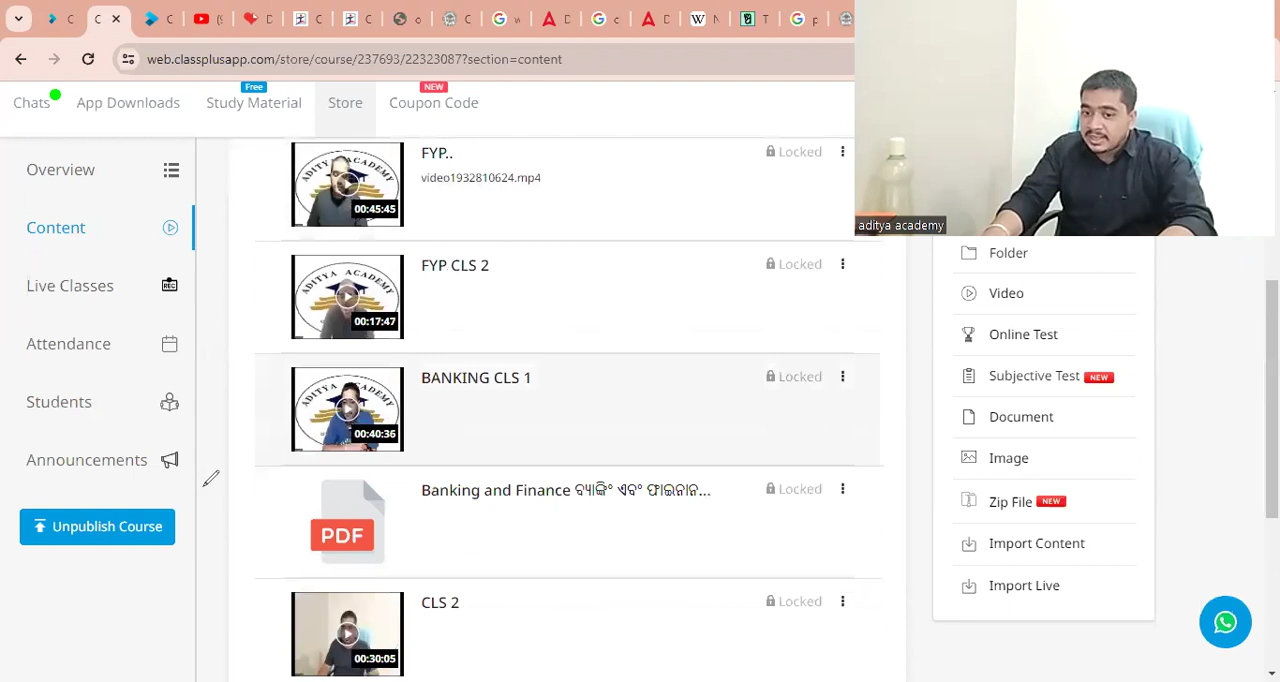 web.classplusapp.com/store/course/237693/22323087?section=content
Free
NEW
Chats
App Downloads
Study Material
Store
Coupon Code
Overview
Content
Live Classes
Attendance
Students
Announcements
Unpublish Course
FYP..
video1932810624.mp4
Locked
00:45:45
FYP CLS 2
Locked
00:17:47
BANKING CLS 1
Locked
00:40:36
Banking and Finance ବ୍ୟାଙ୍କିଂ ଏବଂ ଫାଇନାନ...
Locked
PDF
CLS 2
Locked
00:30:05
aditya academy
Folder
Video
Online Test
Subjective Test NEW
Document
Image
Zip File NEW
Import Content
Import Live